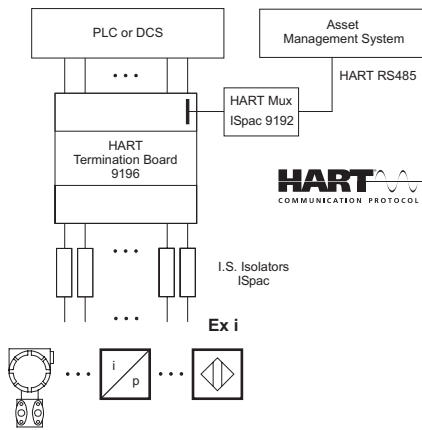 PLC or DCS
Asset
Management System
HART RS485
HART Mux
ISpac 9192
HART
Termination Board
9196
HART
COMMUNICATION PROTOCOL
I.S. Isolators
ISpac
Ex i
i
p